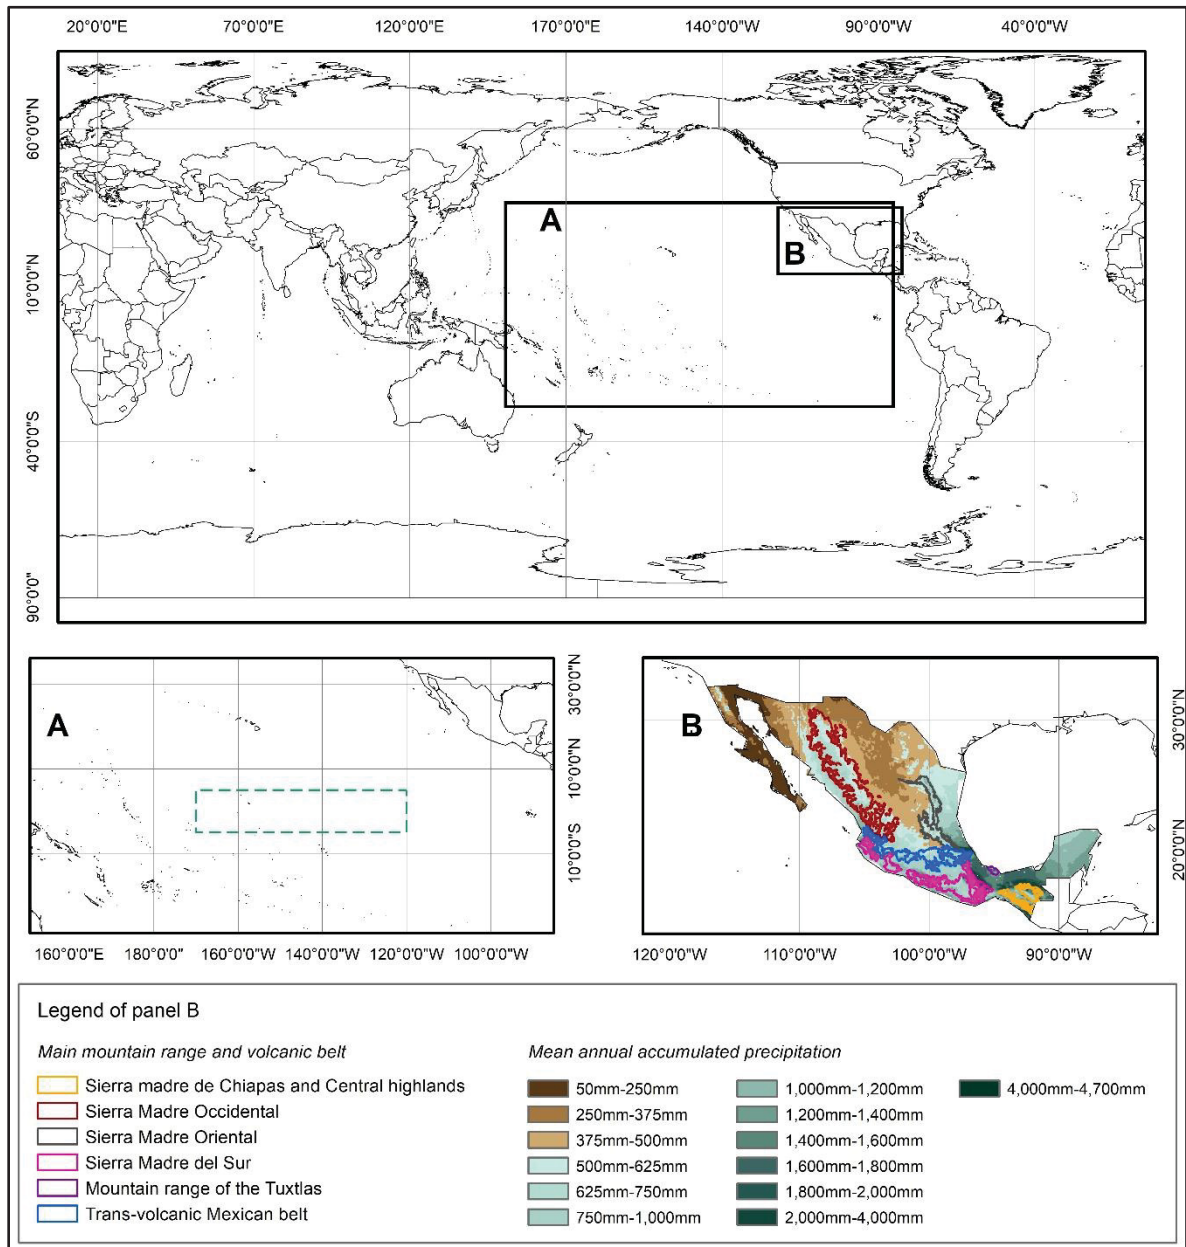 20°0'0"E 70°0'0"E 120°0'0"E 170°0'0"E 140°0'0"W 90°0'0"W 40°0'0"W
60°0'0"N
10°0'0"N
40°0'0"S
90°0'0"
A
B
A
30°0'0"N
10°0'0"N
10°0'0"S
160°0'0"E 180°0'0" 160°0'0"W 140°0'0"W 120°0'0"W 100°0'0"W
B
30°0'0"N
20°0'0"N
120°0'0"W 110°0'0"W 100°0'0"W 90°0'0"W
Legend of panel B
Main mountain range and volcanic belt
Sierra madre de Chiapas and Central highlands
Sierra Madre Occidental
Sierra Madre Oriental
Sierra Madre del Sur
Mountain range of the Tuxtlas
Trans-volcanic Mexican belt
Mean annual accumulated precipitation
50mm-250mm
250mm-375mm
375mm-500mm
500mm-625mm
625mm-750mm
750mm-1,000mm
1,000mm-1,200mm
1,200mm-1,400mm
1,400mm-1,600mm
1,600mm-1,800mm
1,800mm-2,000mm
2,000mm-4,000mm
4,000mm-4,700mm